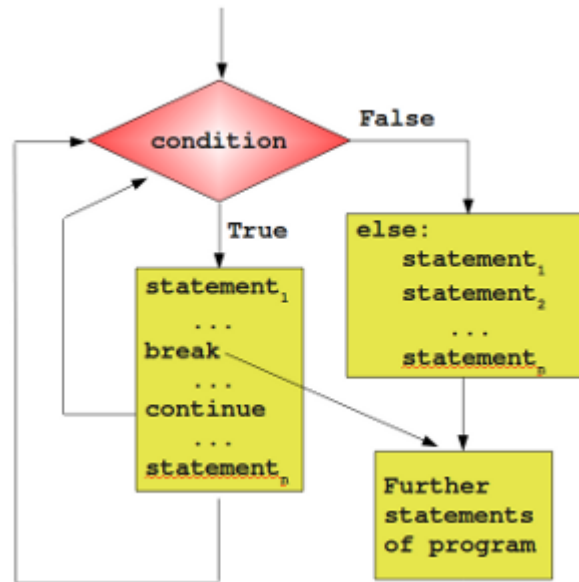 condition
False
True
statement₁
...
break
...
continue
...
statementₙ
else:
statement₁
statement₂
...
statementₙ
Further
statements
of program